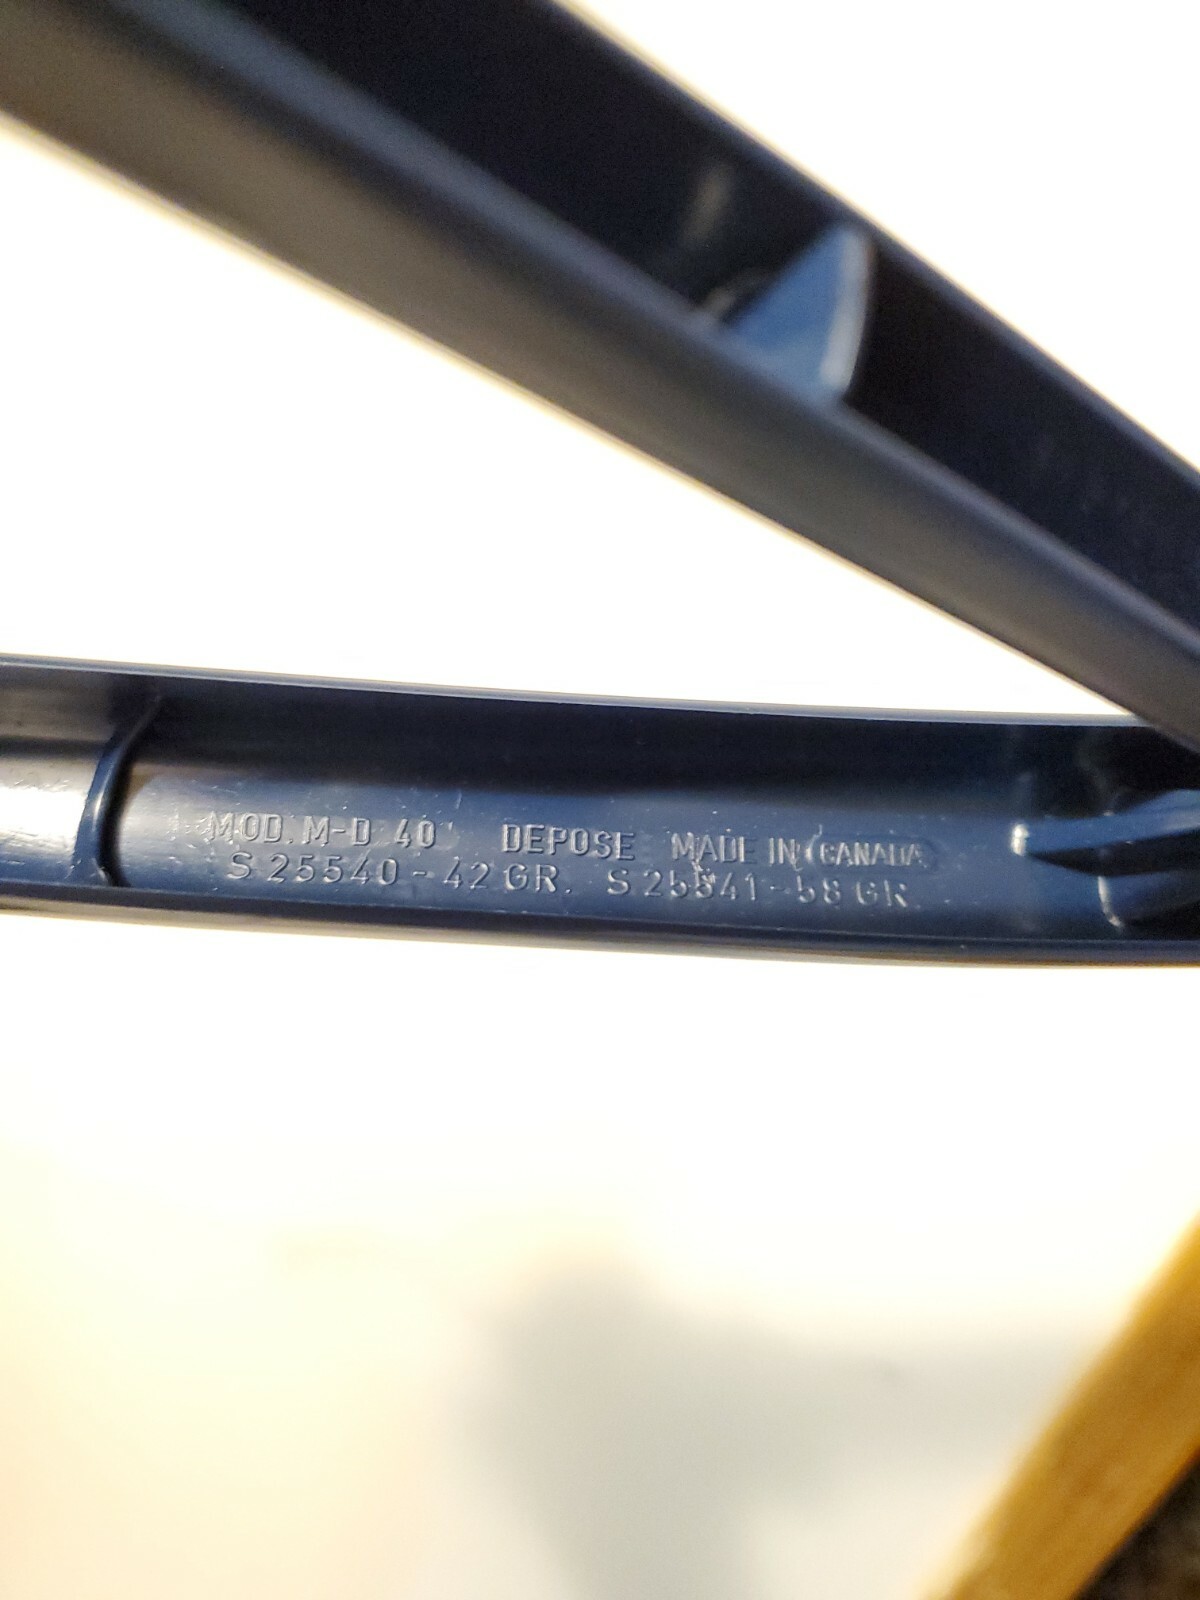 MOD. M-D 40 DEPOSE MADE IN CANADA
S 25540 - 42 GR. S 25541 - 58 GR